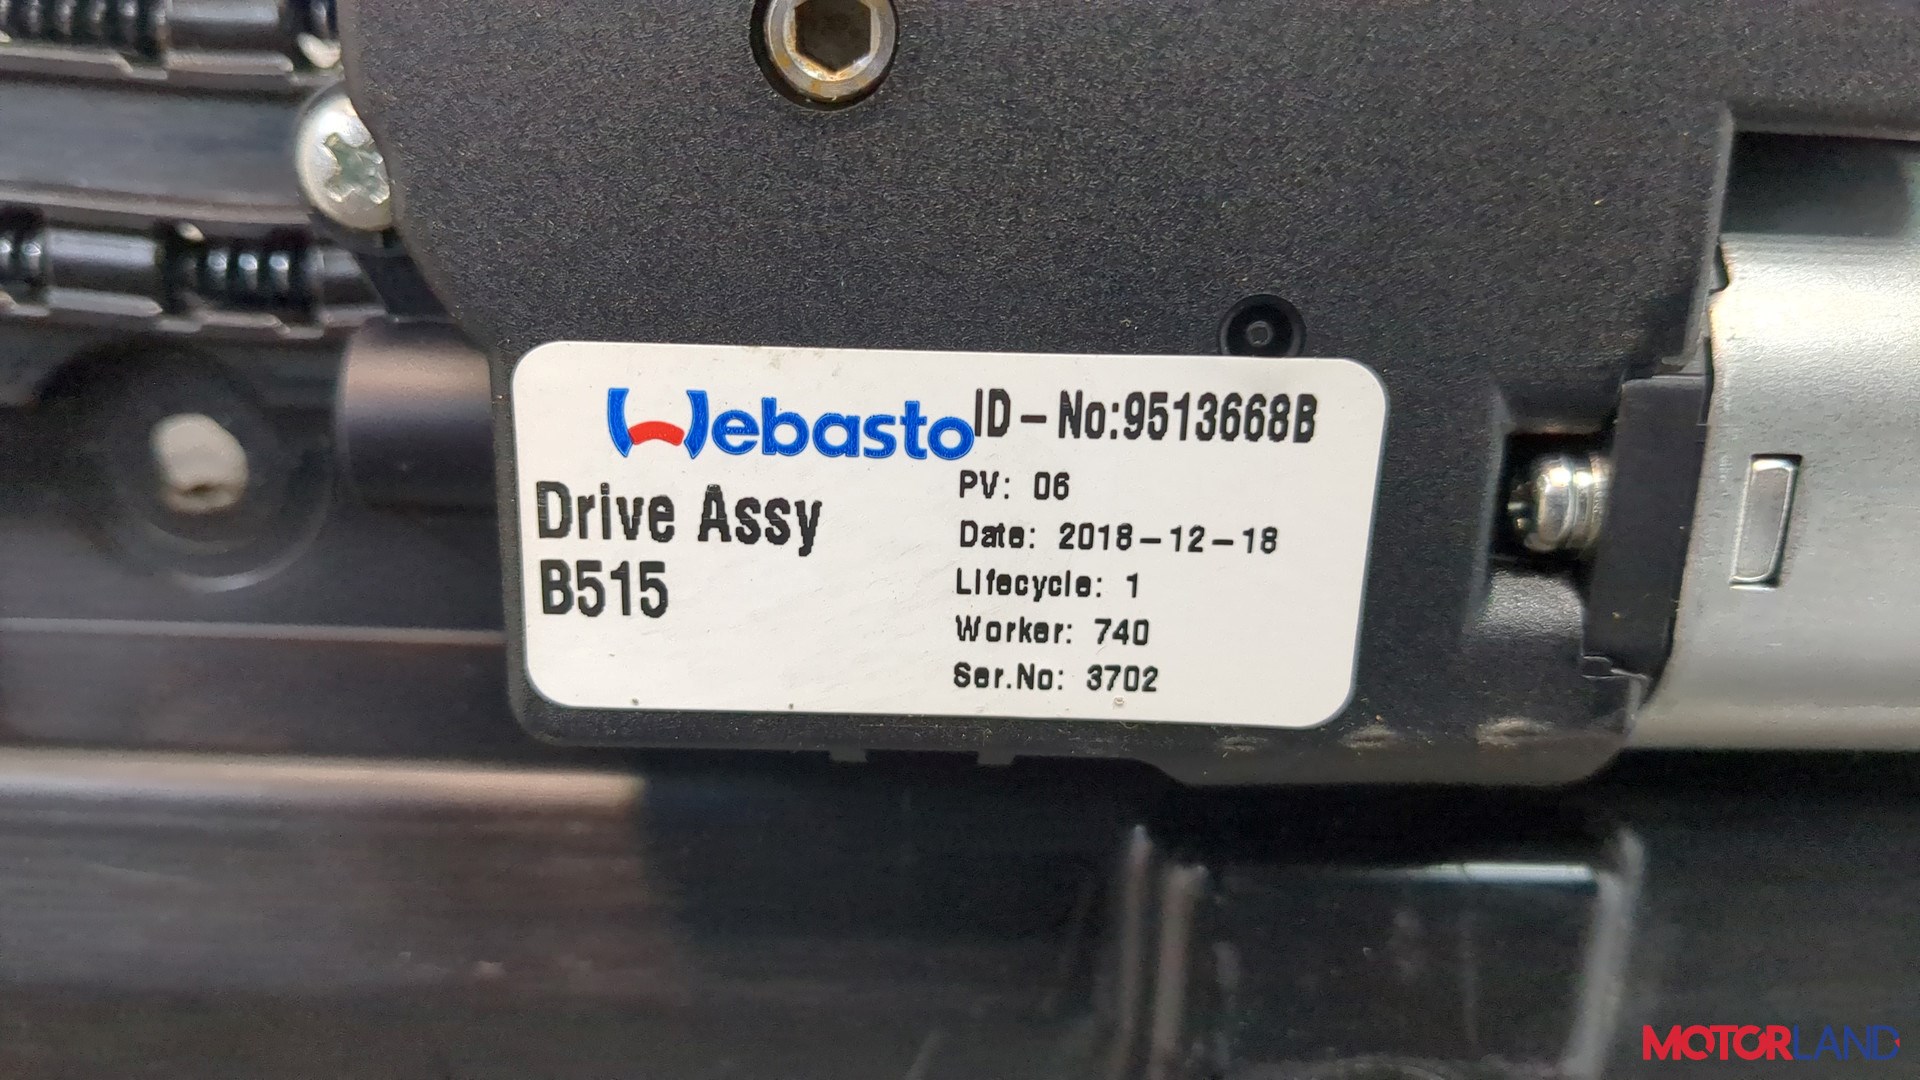 Webasto
Drive Assy
B515
ID-No:9513668B
PV: 06
Date: 2018-12-18
Lifecycle: 1
Worker: 740
Ser.No: 3702
MOTORLAND